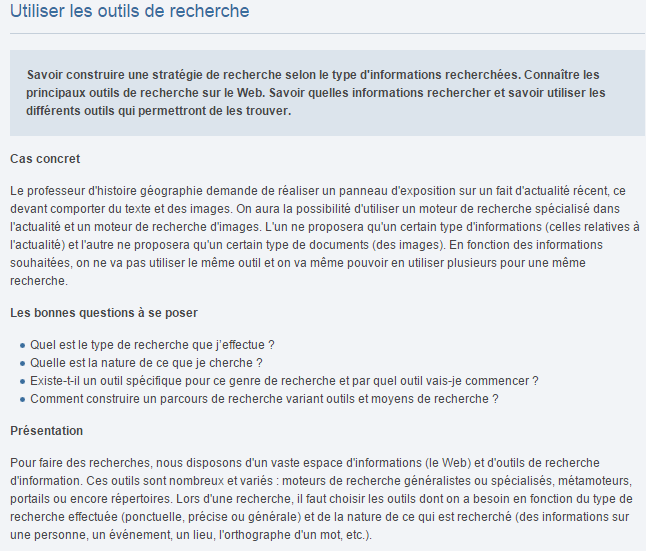 Utiliser les outils de recherche
Savoir construire une stratégie de recherche selon le type d'informations recherchées. Connaître les
principaux outils de recherche sur le Web. Savoir quelles informations rechercher et savoir utiliser les
différents outils qui permettront de les trouver.
Cas concret
Le professeur d'histoire géographie demande de réaliser un panneau d'exposition sur un fait d'actualité récent, ce
devant comporter du texte et des images. On aura la possibilité d'utiliser un moteur de recherche spécialisé dans
l'actualité et un moteur de recherche d'images. L'un ne proposera qu'un certain type d'informations (celles relatives à
l'actualité) et l'autre ne proposera qu'un certain type de documents (des images). En fonction des informations
souhaitées, on ne va pas utiliser le même outil et on va même pouvoir en utiliser plusieurs pour une même
recherche.
Les bonnes questions à se poser
• Quel est le type de recherche que j'effectue ?
• Quelle est la nature de ce que je cherche ?
• Existe-t-il un outil spécifique pour ce genre de recherche et par quel outil vais-je commencer ?
• Comment construire un parcours de recherche variant outils et moyens de recherche ?
Présentation
Pour faire des recherches, nous disposons d'un vaste espace d'informations (le Web) et d'outils de recherche
d'information. Ces outils sont nombreux et variés : moteurs de recherche généralistes ou spécialisés, métamoteurs,
portails ou encore répertoires. Lors d'une recherche, il faut choisir les outils dont on a besoin en fonction du type de
recherche effectuée (ponctuelle, précise ou générale) et de la nature de ce qui est recherché (des informations sur
une personne, un événement, un lieu, l'orthographe d'un mot, etc.).